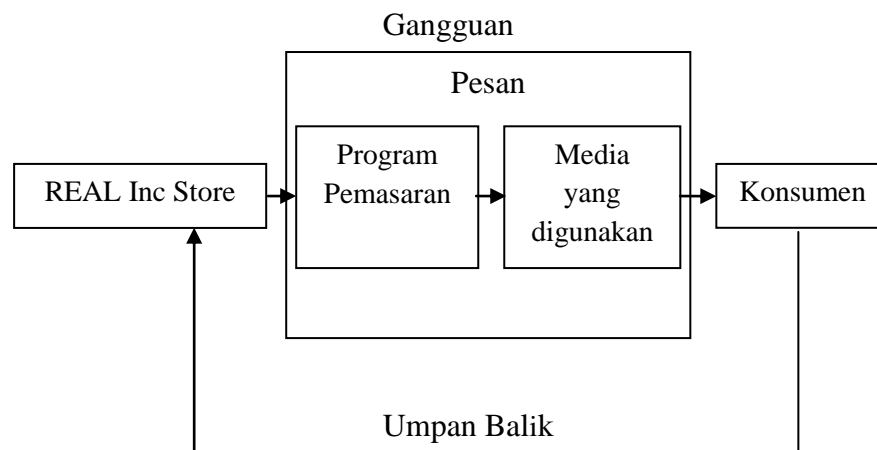 Gangguan
Pesan
REAL Inc Store
Program
Pemasaran
Media
yang
digunakan
Konsumen
Umpan Balik